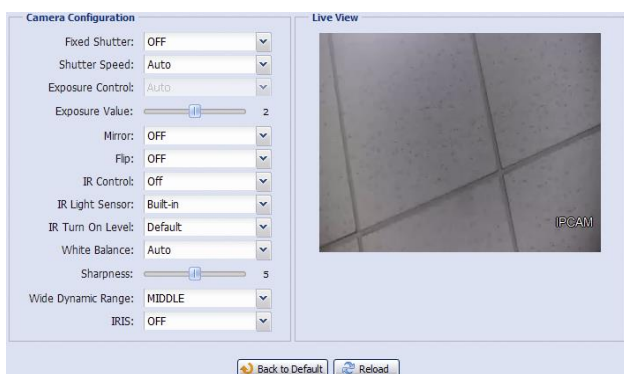 Camera Configuration
Fixed Shutter: OFF
Shutter Speed: Auto
Exposure Control: Auto
Exposure Value: 2
Mirror: OFF
Flip: OFF
IR Control: Off
IR Light Sensor: Built-in
IR Turn On Level: Default
White Balance: Auto
Sharpness: 5
Wide Dynamic Range: MIDDLE
IRIS: OFF
Live View
IPCAM
Back to Default
Reload